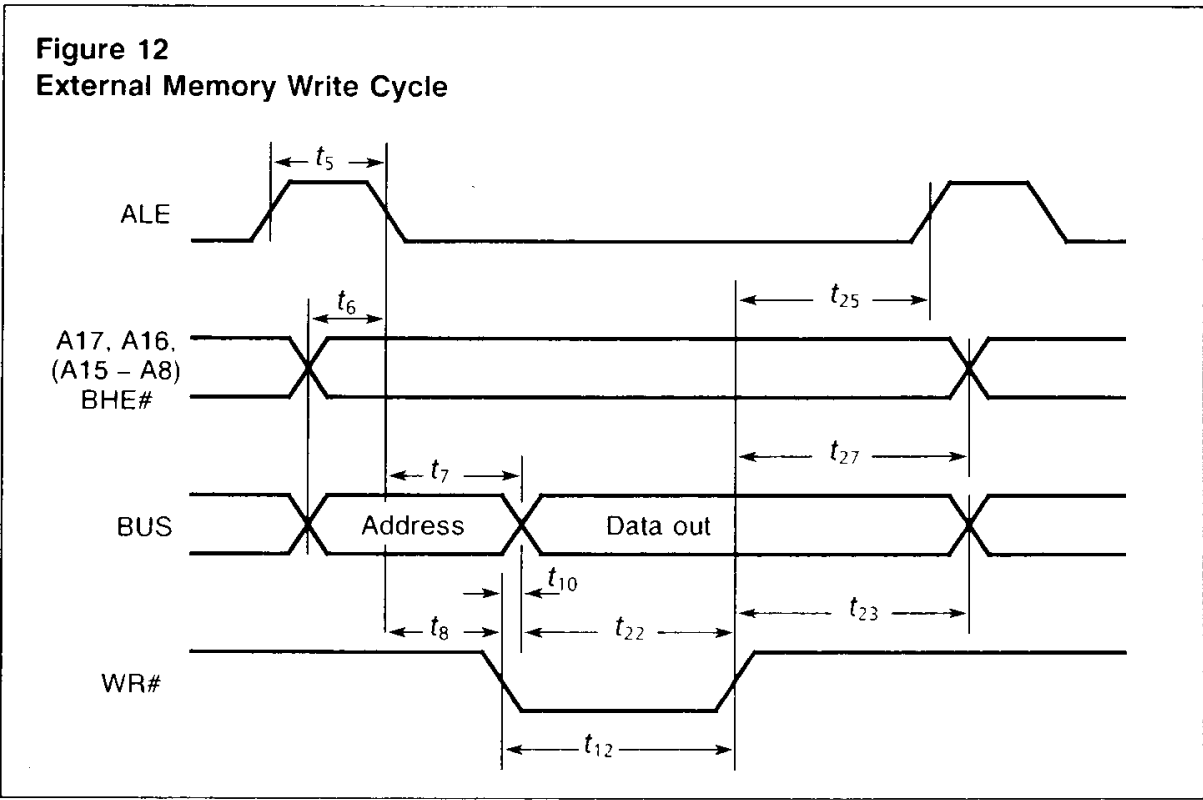 Figure 12
External Memory Write Cycle
t5
ALE
t25
t6
A17, A16,
(A15 – A8)
BHE#
t27
t7
BUS
Address
Data out
t10
t23
t8
t22
WR#
t12